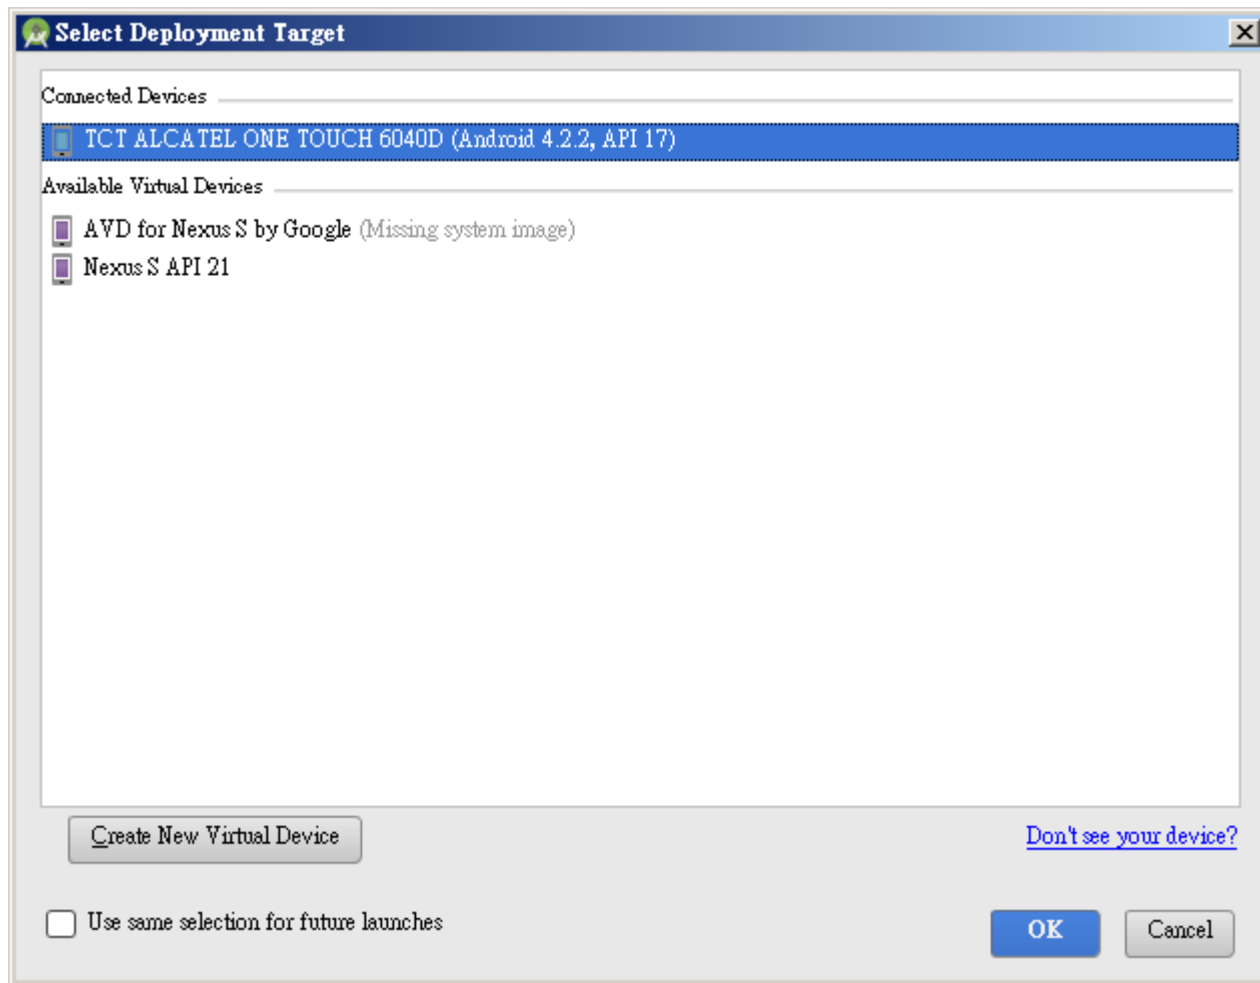 Select Deployment Target
Connected Devices
TCT ALCATEL ONE TOUCH 6040D (Android 4.2.2, API 17)
Available Virtual Devices
AVD for Nexus S by Google (Missing system image)
Nexus S API 21
Create New Virtual Device
Don't see your device?
Use same selection for future launches
OK
Cancel